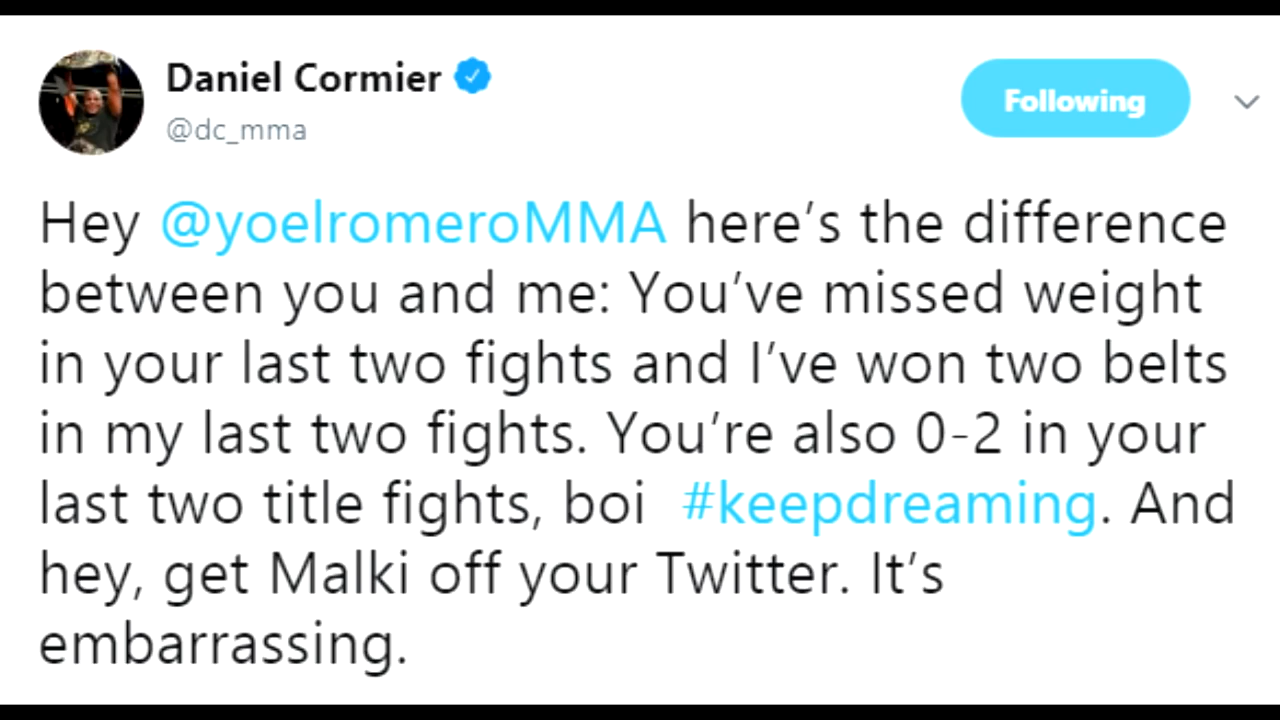 Daniel Cormier
@dc_mma
Following
Hey @yoelromeroMMA here’s the difference
between you and me: You’ve missed weight
in your last two fights and I’ve won two belts
in my last two fights. You’re also 0-2 in your
last two title fights, boi #keepdreaming. And
hey, get Malki off your Twitter. It’s
embarrassing.